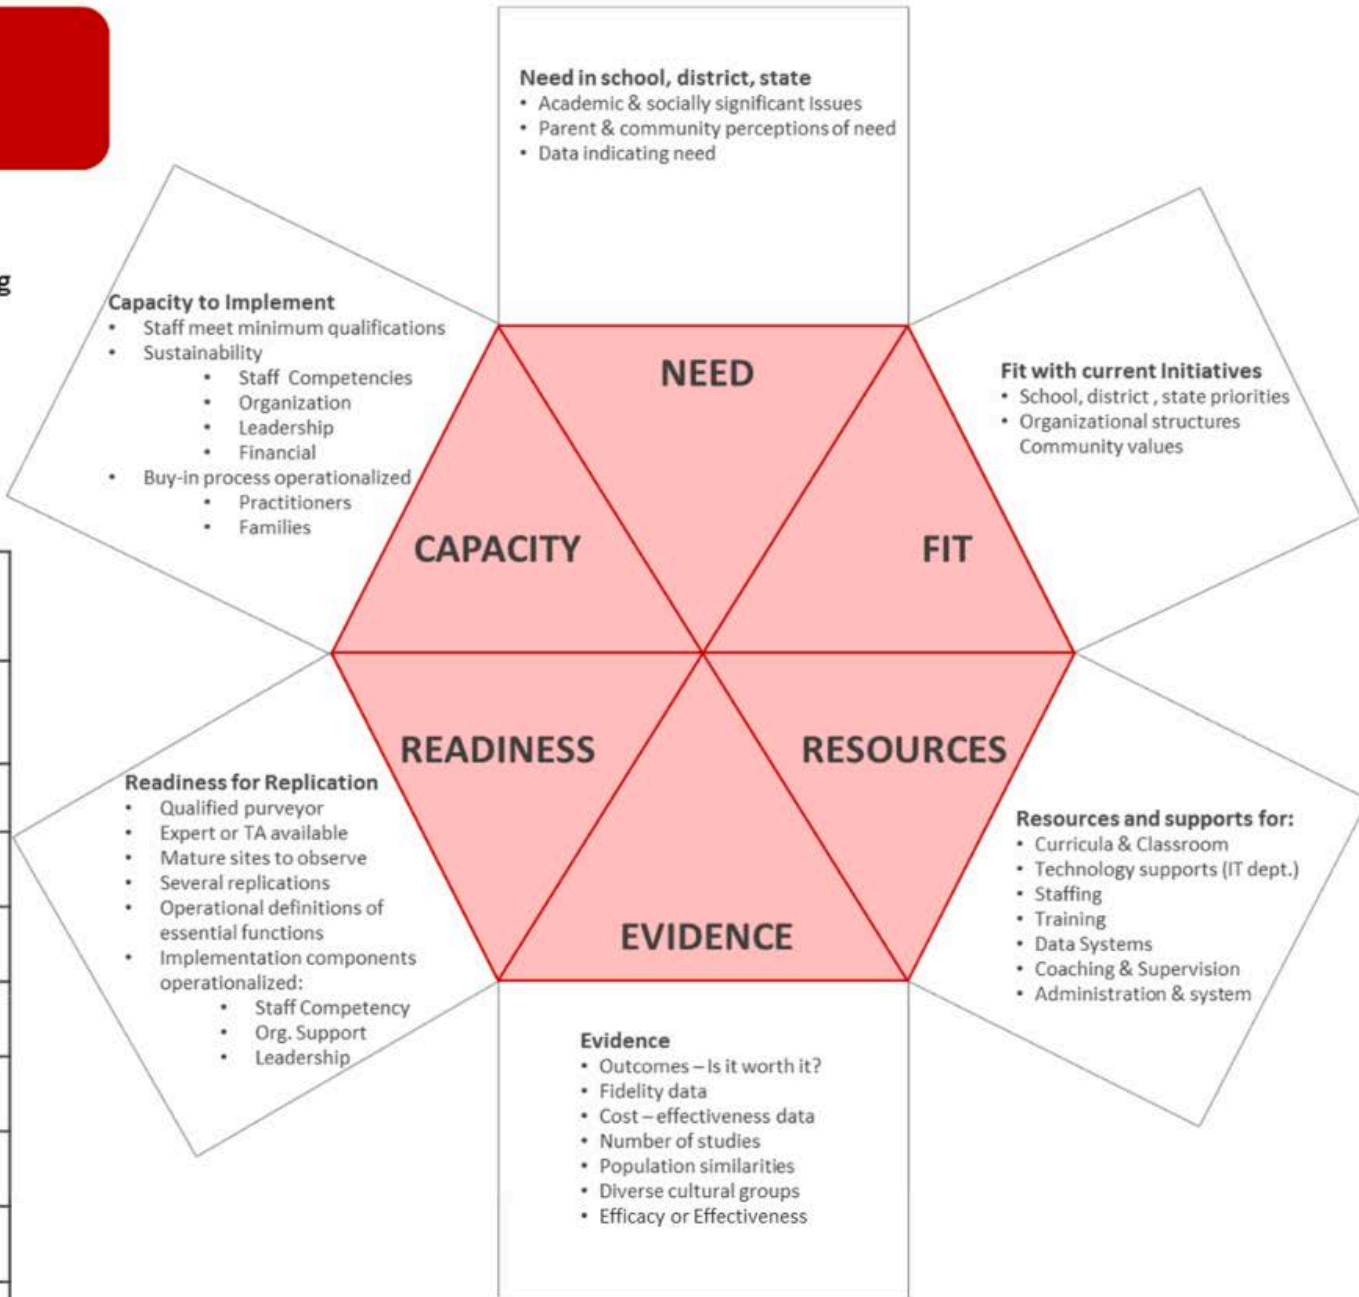 Need in school, district, state
• Academic & socially significant Issues
• Parent & community perceptions of need
• Data indicating need
g
Capacity to Implement
• Staff meet minimum qualifications
• Sustainability
• Staff Competencies
• Organization
• Leadership
• Financial
• Buy-in process operationalized
• Practitioners
• Families
NEED
Fit with current Initiatives
• School, district , state priorities
• Organizational structures
Community values
CAPACITY
FIT
READINESS
RESOURCES
Readiness for Replication
• Qualified purveyor
• Expert or TA available
• Mature sites to observe
• Several replications
• Operational definitions of
essential functions
• Implementation components
operationalized:
• Staff Competency
• Org. Support
• Leadership
Resources and supports for:
• Curricula & Classroom
• Technology supports (IT dept.)
• Staffing
• Training
• Data Systems
• Coaching & Supervision
• Administration & system
EVIDENCE
Evidence
• Outcomes – Is it worth it?
• Fidelity data
• Cost – effectiveness data
• Number of studies
• Population similarities
• Diverse cultural groups
• Efficacy or Effectiveness